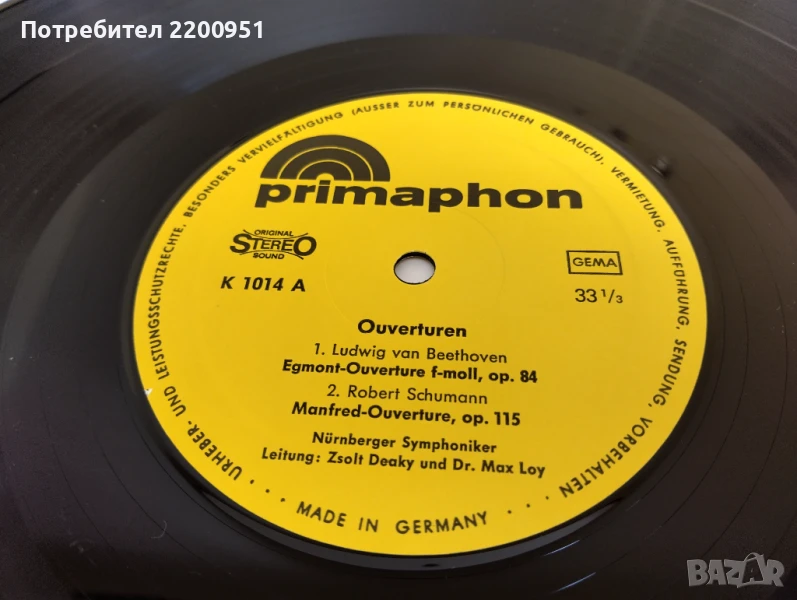 Потребител 2200951
URHEBER- UND LEISTUNGSSCHUTZRECHTE, BESONDERS VERVIELFÄLTIGUNG (AUSSER ZUM PERSÖNLICHEN GEBRAUCH), VERMIETUNG, AUFFÜHRUNG, SENDUNG, VORBEHALTEN
primaphon
ORIGINAL
STEREO
SOUND
GEMA
K 1014 A
33 1/3
Ouverturen
1. Ludwig van Beethoven
Egmont-Ouverture f-moll, op. 84
2. Robert Schumann
Manfred-Ouverture, op. 115
Nürnberger Symphoniker
Leitung: Zsolt Deaky und Dr. Max Loy
. . . MADE IN GERMANY . . .
BAZAR